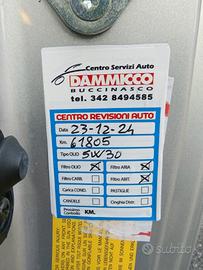 Centro Servizi Auto
DAMMICCO
BUCCINASCO
tel. 342 8494585
CENTRO REVISIONI AUTO
Data 23-12-24
Km. 61805
Tipo OLIO 5W30
Filtro OLIO Filtro ARIA
Filtro CARB. Filtro ABIT.
Carica COND. PASTIGLIE
CANDELE Cinghia Distr.
Prossimo
Controllo KM.
Subito